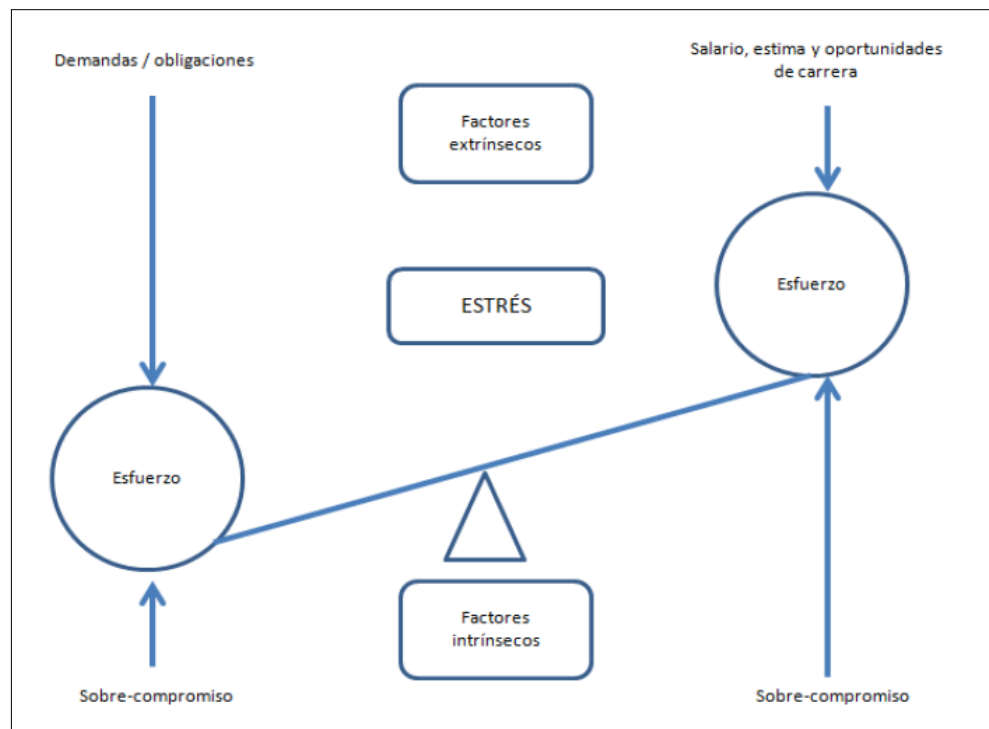 Demandas / obligaciones
Salario, estima y oportunidades
de carrera
Factores
extrínsecos
Esfuerzo
ESTRÉS
Esfuerzo
Factores
intrínsecos
Sobre-compromiso
Sobre-compromiso